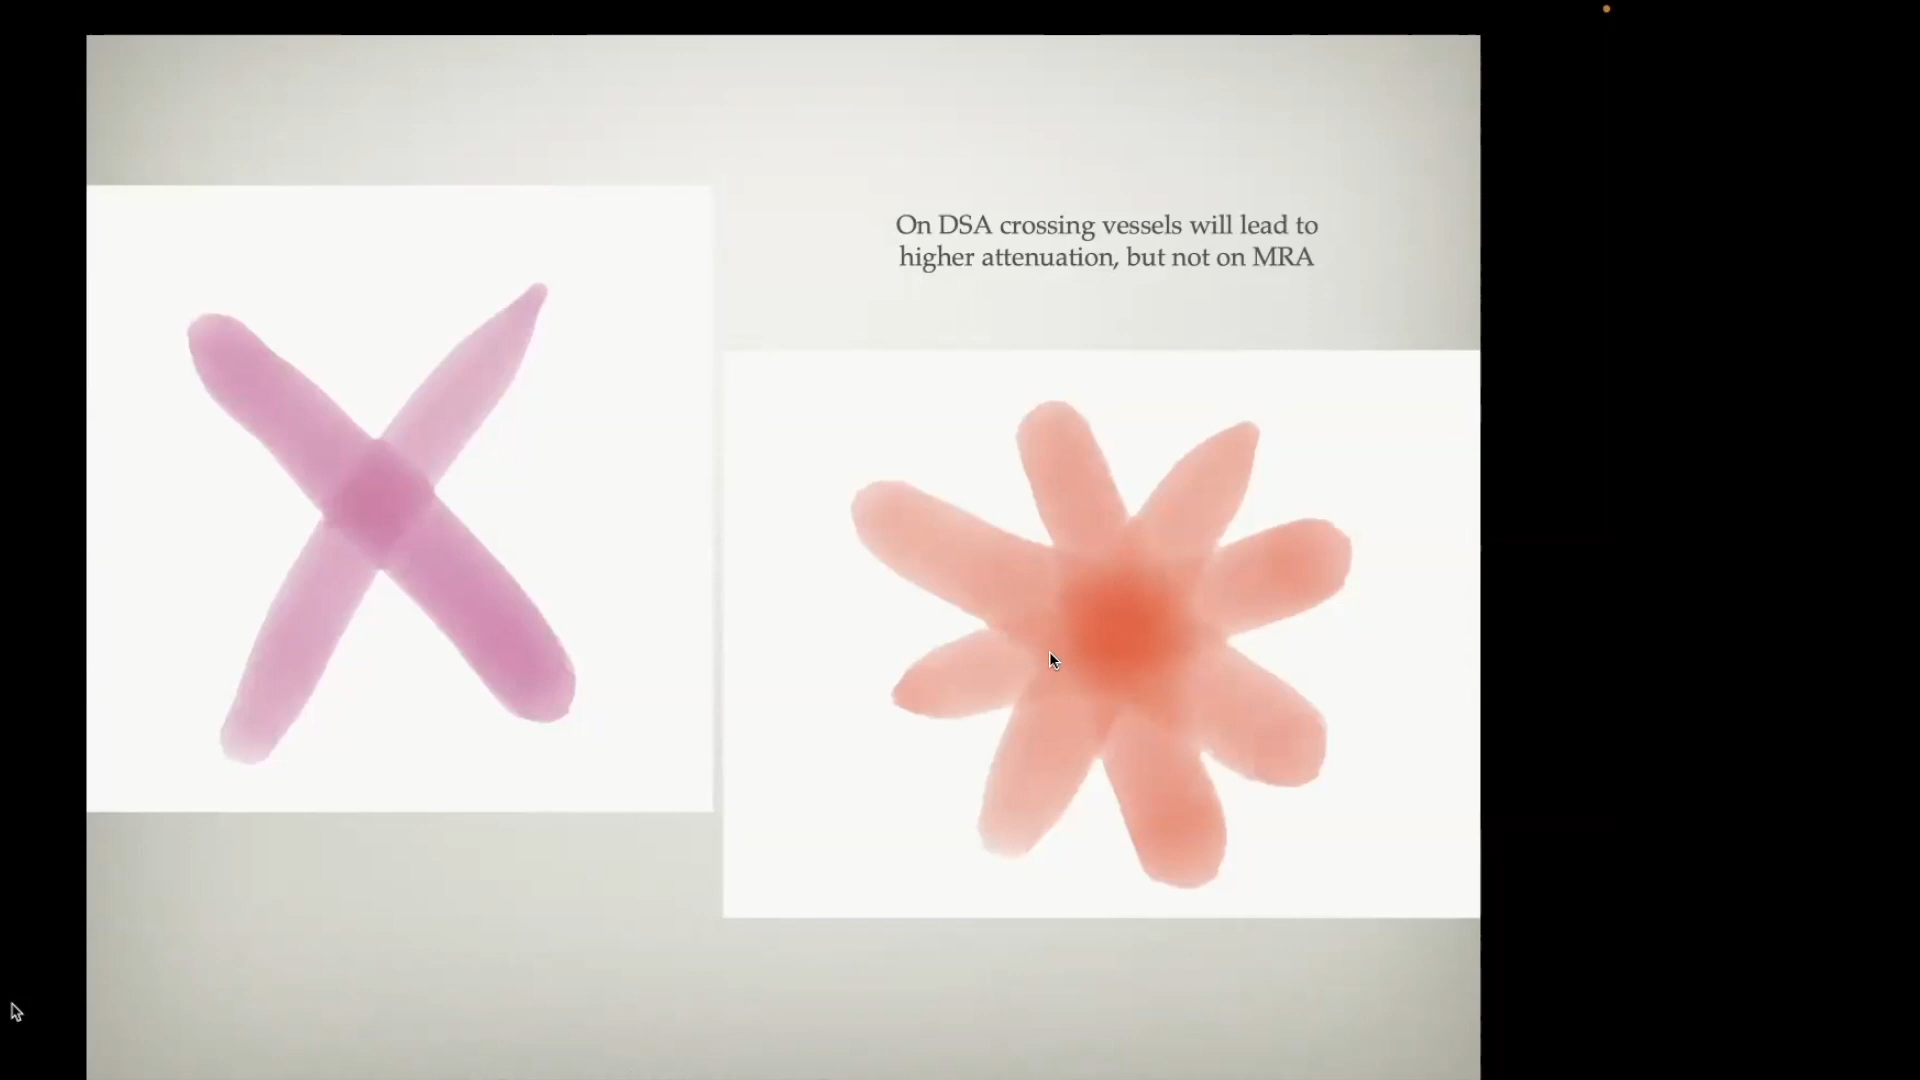 On DSA crossing vessels will lead to
higher attenuation, but not on MRA